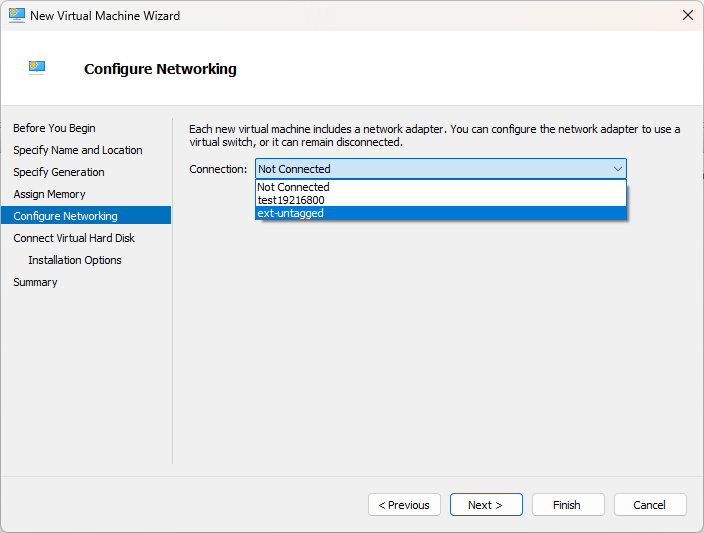 New Virtual Machine Wizard
Configure Networking
Before You Begin
Specify Name and Location
Specify Generation
Assign Memory
Configure Networking
Connect Virtual Hard Disk
Installation Options
Summary
Each new virtual machine includes a network adapter. You can configure the network adapter to use a
virtual switch, or it can remain disconnected.
Connection: Not Connected
Not Connected
test19216800
ext-untagged
< Previous Next > Finish Cancel